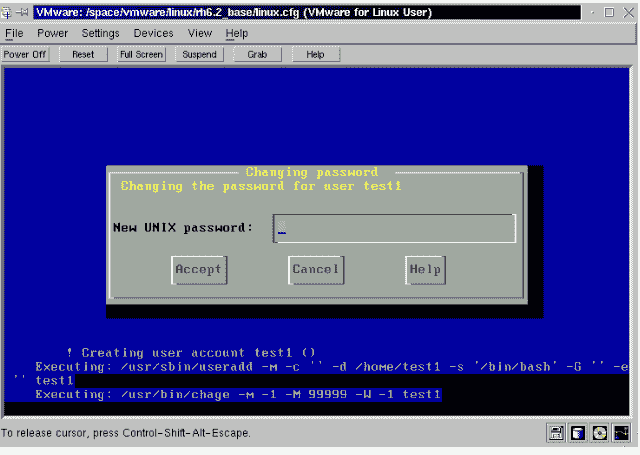 VMware: /space/vmware/linux/rh6.2_base/linux.cfg (VMware for Linux User)
File Power Settings Devices View Help
Power Off Reset Full Screen Suspend Grab Help
Changing password
Changing the password for user test1
New UNIX password:
Accept Cancel Help
! Creating user account test1 ()
Executing: /usr/sbin/useradd -m -c '' -d /home/test1 -s '/bin/bash' -G '' -e
'' test1
Executing: /usr/bin/chage -m -1 -M 99999 -W -1 test1
To release cursor, press Control-Shift-Alt-Escape.